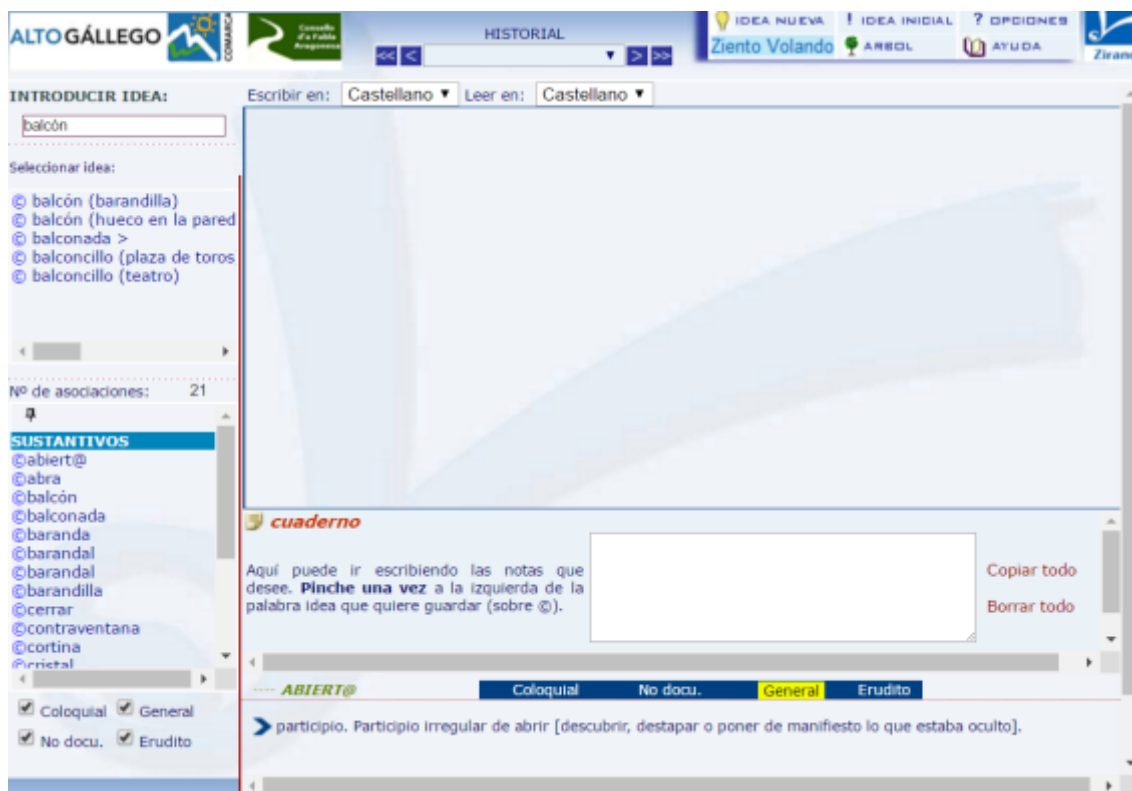 ALTO GÁLLEGO
COMARCA
Consello
d'a Fabla
Aragonesa
HISTORIAL
<< <
> >>
IDEA NUEVA ! IDEA INICIAL ? OPCIONES
Ziento Volando ARBOL AYUDA
INTRODUCIR IDEA:
Escribir en: Castellano Leer en: Castellano
balcón
Seleccionar idea:
© balcón (barandilla)
© balcón (hueco en la pared
© balconada >
© balconcillo (plaza de toros
© balconcillo (teatro)
Nº de asociaciones: 21
SUSTANTIVOS
©abiert@
©abra
©balcón
©balconada
©baranda
©barandal
©barandal
©barandilla
©cerrar
©contraventana
©cortina
©cristal
Coloquial General
No docu. Erudito
cuaderno
Aquí puede ir escribiendo las notas que
desee. Pinche una vez a la izquierda de la
palabra idea que quiere guardar (sobre ©).
Copiar todo
Borrar todo
---- ABIERT@ Coloquial No docu. General Erudito
participio. Participio irregular de abrir [descubrir, destapar o poner de manifiesto lo que estaba oculto].